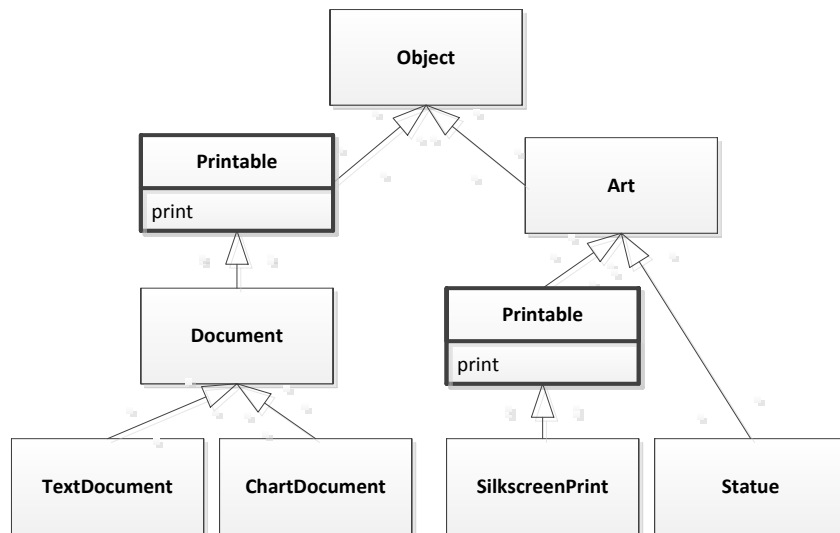 Object
Printable
print
Art
Document
Printable
print
TextDocument
ChartDocument
SilkscreenPrint
Statue